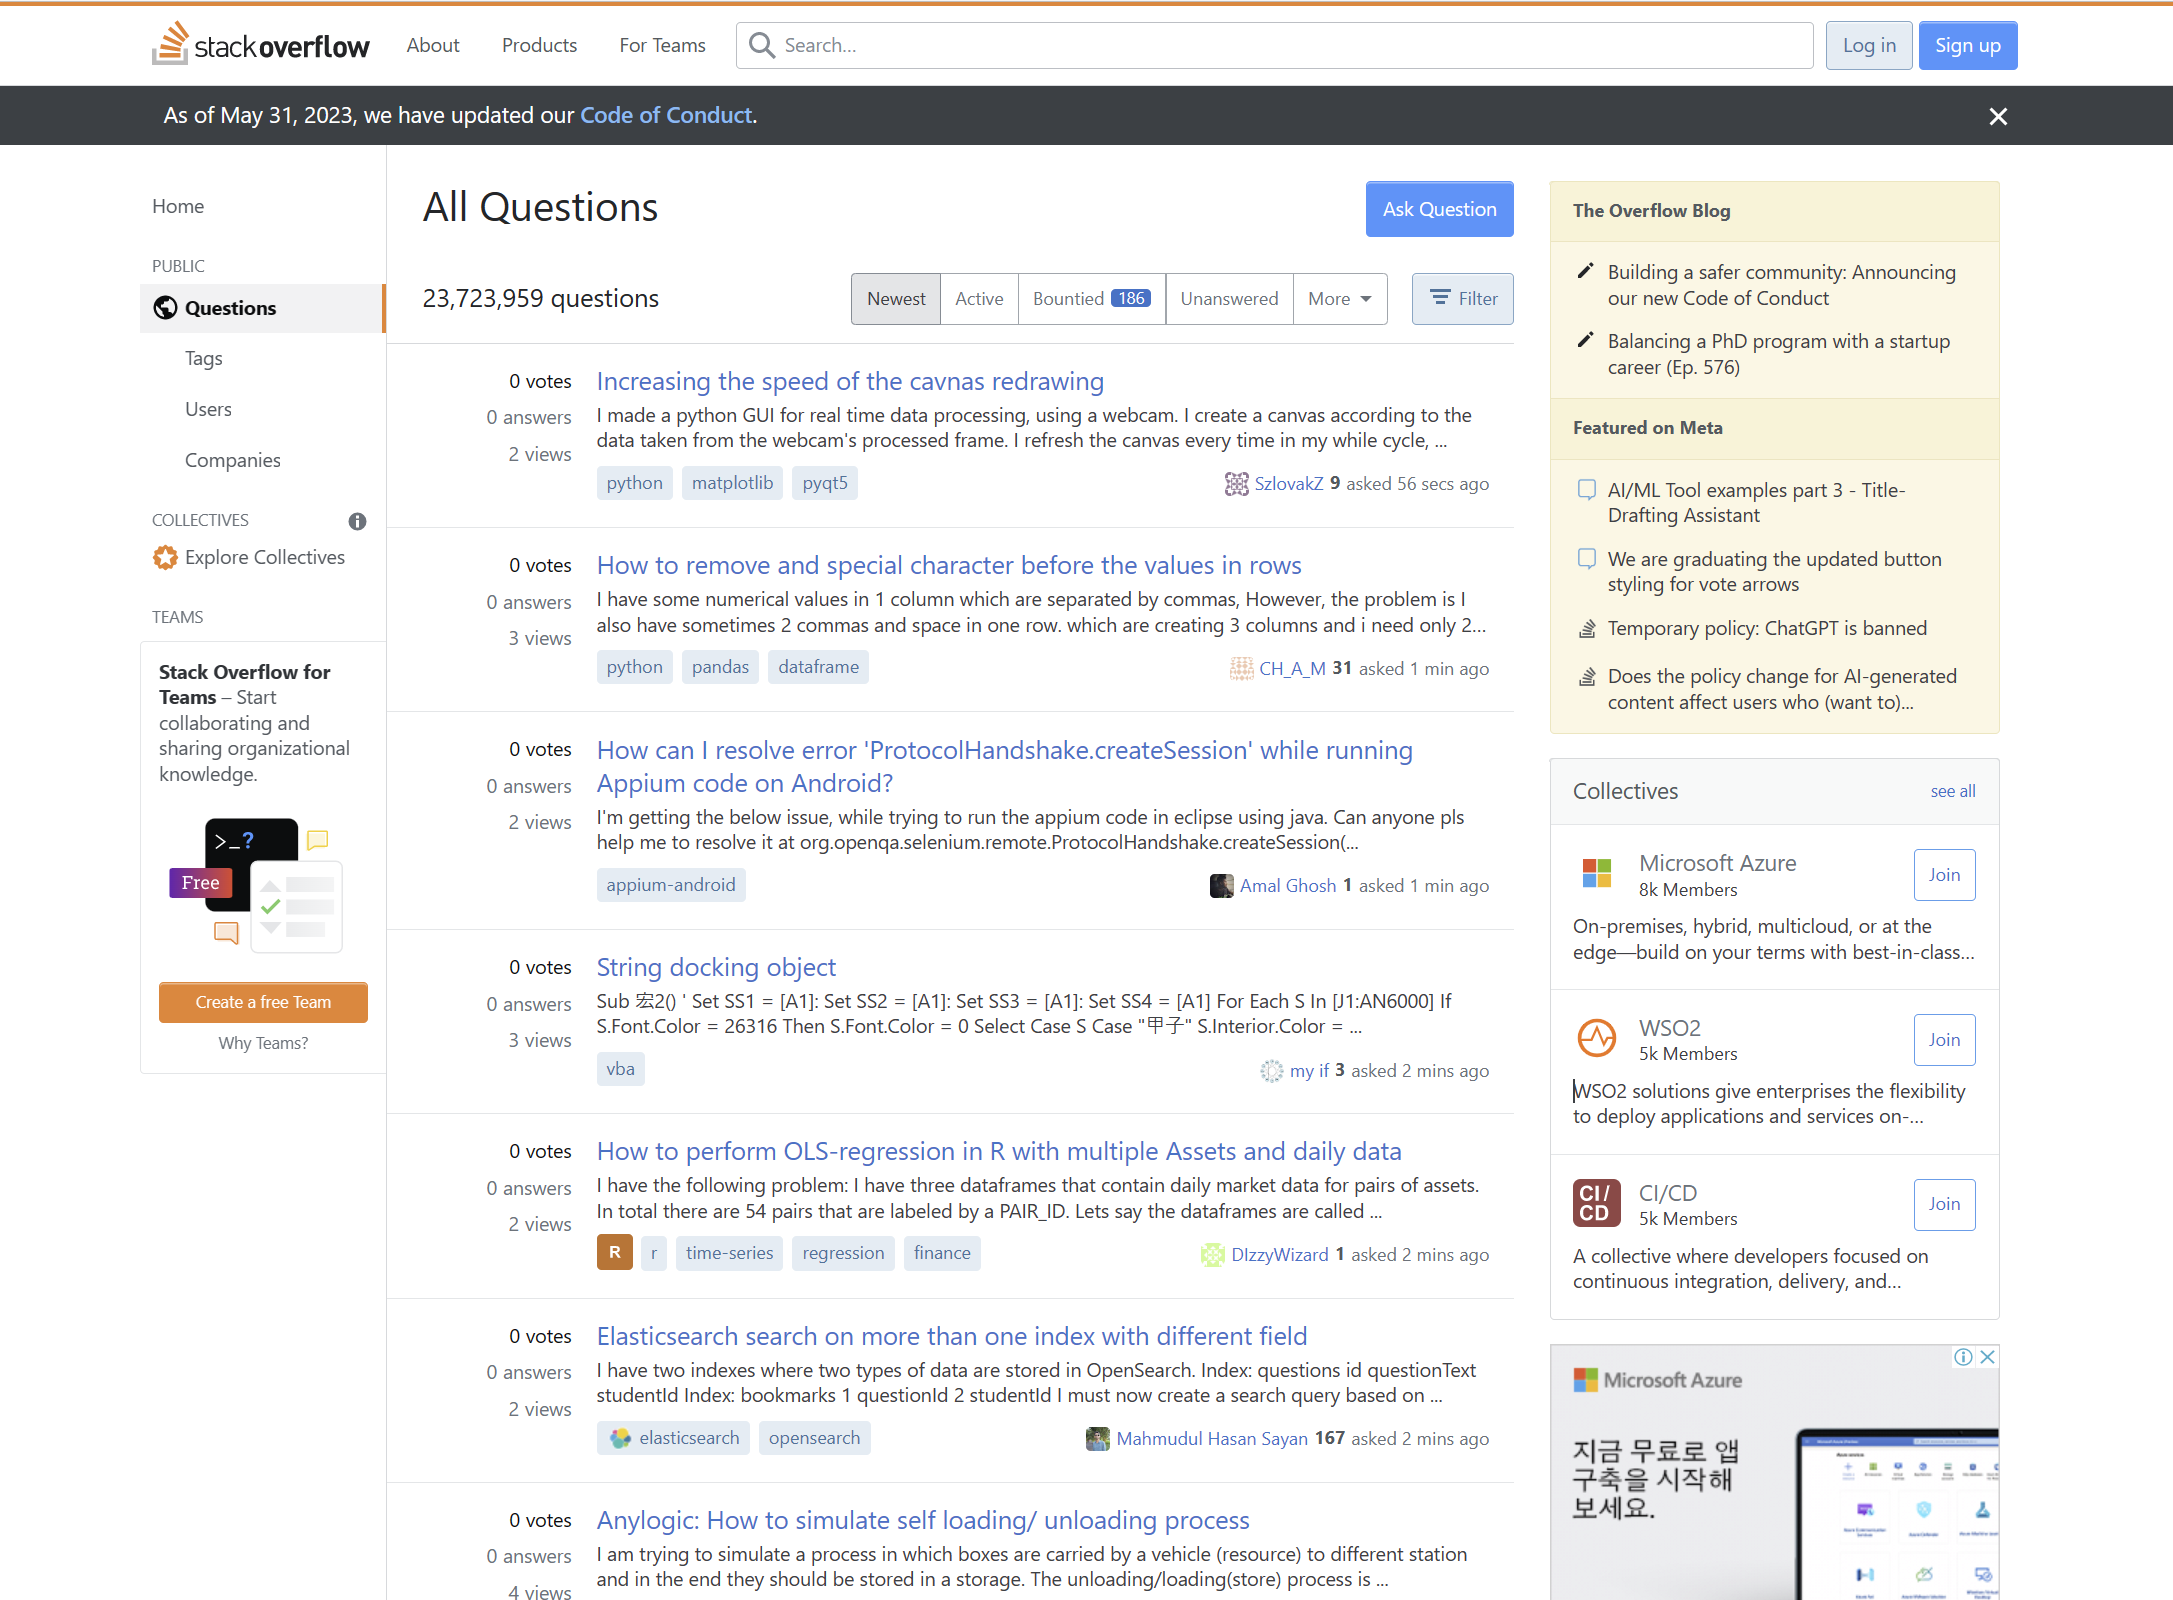 stackoverflow
About
Products
For Teams
Search...
Log in
Sign up
As of May 31, 2023, we have updated our Code of Conduct.
Home
PUBLIC
Questions
Tags
Users
Companies
COLLECTIVES
Explore Collectives
TEAMS
Stack Overflow for
Teams – Start
collaborating and
sharing organizational
knowledge.
>_?
Free
Create a free Team
Why Teams?
All Questions
Ask Question
23,723,959 questions
Newest
Active
Bountied 186
Unanswered
More
Filter
0 votes
0 answers
2 views
Increasing the speed of the cavnas redrawing
I made a python GUI for real time data processing, using a webcam. I create a canvas according to the
data taken from the webcam's processed frame. I refresh the canvas every time in my while cycle, ...
python matplotlib pyqt5
SzlovakZ 9 asked 56 secs ago
0 votes
0 answers
3 views
How to remove and special character before the values in rows
I have some numerical values in 1 column which are separated by commas, However, the problem is I
also have sometimes 2 commas and space in one row. which are creating 3 columns and i need only 2...
python pandas dataframe
CH_A_M 31 asked 1 min ago
0 votes
0 answers
2 views
How can I resolve error 'ProtocolHandshake.createSession' while running
Appium code on Android?
I'm getting the below issue, while trying to run the appium code in eclipse using java. Can anyone pls
help me to resolve it at org.openqa.selenium.remote.ProtocolHandshake.createSession(...
appium-android
Amal Ghosh 1 asked 1 min ago
0 votes
0 answers
3 views
String docking object
Sub 宏2() ' Set SS1 = [A1]: Set SS2 = [A1]: Set SS3 = [A1]: Set SS4 = [A1] For Each S In [J1:AN6000] If
S.Font.Color = 26316 Then S.Font.Color = 0 Select Case S Case "甲子" S.Interior.Color = ...
vba
my if 3 asked 2 mins ago
0 votes
0 answers
2 views
How to perform OLS-regression in R with multiple Assets and daily data
I have the following problem: I have three dataframes that contain daily market data for pairs of assets.
In total there are 54 pairs that are labeled by a PAIR_ID. Lets say the dataframes are called ...
R r time-series regression finance
DIzzyWizard 1 asked 2 mins ago
0 votes
0 answers
2 views
Elasticsearch search on more than one index with different field
I have two indexes where two types of data are stored in OpenSearch. Index: questions id questionText
studentId Index: bookmarks 1 questionId 2 studentId I must now create a search query based on ...
elasticsearch opensearch
Mahmudul Hasan Sayan 167 asked 2 mins ago
0 votes
0 answers
4 views
Anylogic: How to simulate self loading/ unloading process
I am trying to simulate a process in which boxes are carried by a vehicle (resource) to different station
and in the end they should be stored in a storage. The unloading/loading(store) process is ...
The Overflow Blog
Building a safer community: Announcing
our new Code of Conduct
Balancing a PhD program with a startup
career (Ep. 576)
Featured on Meta
AI/ML Tool examples part 3 - Title-
Drafting Assistant
We are graduating the updated button
styling for vote arrows
Temporary policy: ChatGPT is banned
Does the policy change for AI-generated
content affect users who (want to)...
Collectives
see all
Microsoft Azure
8k Members
Join
On-premises, hybrid, multicloud, or at the
edge—build on your terms with best-in-class...
WSO2
5k Members
Join
WSO2 solutions give enterprises the flexibility
to deploy applications and services on-...
CI/
CD
CI/CD
5k Members
Join
A collective where developers focused on
continuous integration, delivery, and...
Microsoft Azure
지금 무료로 앱
구축을 시작해
보세요.